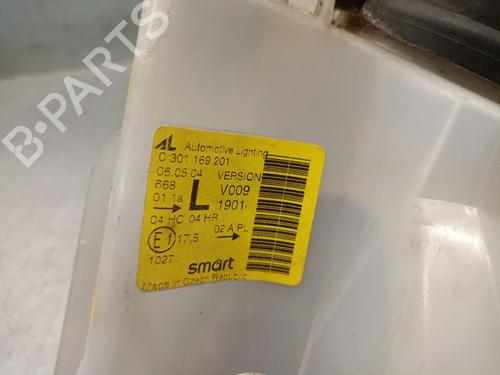 B-PARTS
AL Automotive Lighting
0 301 169 201
06.05.04 VERSION
668 L V009
01 1a → 1901
04 HC 04 HR
E1 17,5 02 A PL →
1027
smart
Made in Czech Republic